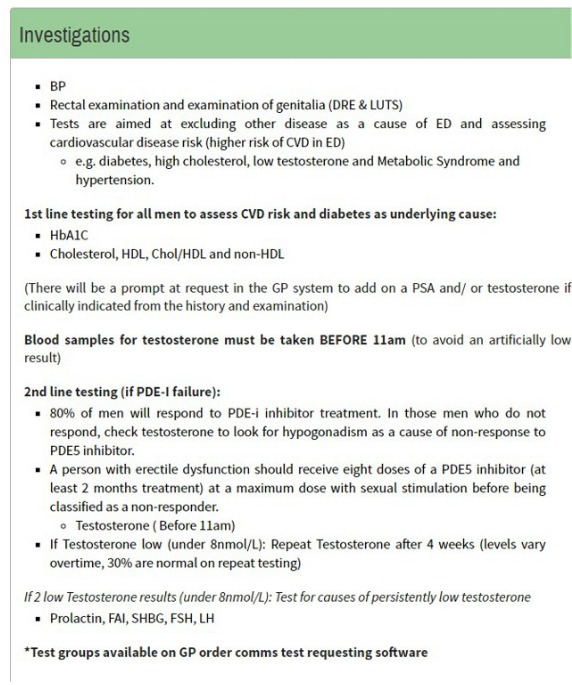 Investigations
▪ BP
▪ Rectal examination and examination of genitalia (DRE & LUTS)
▪ Tests are aimed at excluding other disease as a cause of ED and assessing
cardiovascular disease risk (higher risk of CVD in ED)
○ e.g. diabetes, high cholesterol, low testosterone and Metabolic Syndrome and
hypertension.
1st line testing for all men to assess CVD risk and diabetes as underlying cause:
▪ HbA1C
▪ Cholesterol, HDL, Chol/HDL and non-HDL
(There will be a prompt at request in the GP system to add on a PSA and/ or testosterone if
clinically indicated from the history and examination)
Blood samples for testosterone must be taken BEFORE 11am (to avoid an artificially low
result)
2nd line testing (if PDE-I failure):
▪ 80% of men will respond to PDE-i inhibitor treatment. In those men who do not
respond, check testosterone to look for hypogonadism as a cause of non-response to
PDE5 inhibitor.
▪ A person with erectile dysfunction should receive eight doses of a PDE5 inhibitor (at
least 2 months treatment) at a maximum dose with sexual stimulation before being
classified as a non-responder.
○ Testosterone ( Before 11am)
▪ If Testosterone low (under 8nmol/L): Repeat Testosterone after 4 weeks (levels vary
overtime, 30% are normal on repeat testing)
If 2 low Testosterone results (under 8nmol/L): Test for causes of persistently low testosterone
▪ Prolactin, FAI, SHBG, FSH, LH
*Test groups available on GP order comms test requesting software